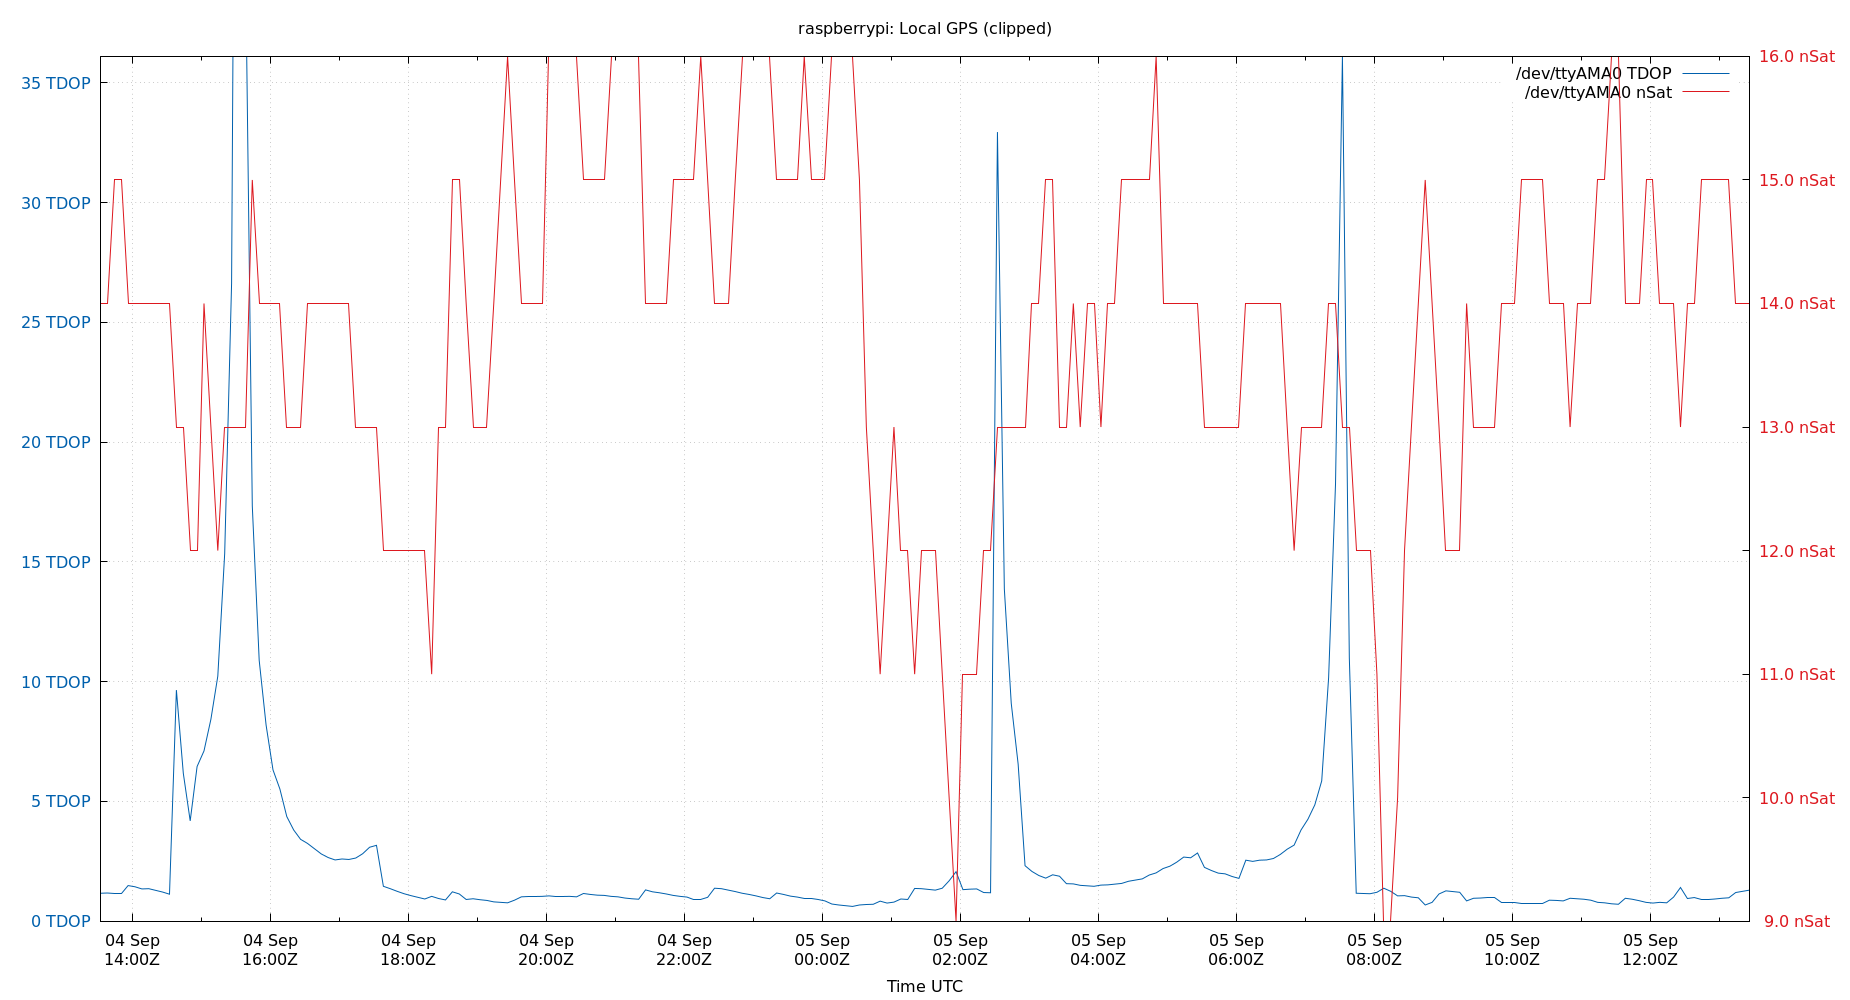 raspberrypi: Local GPS (clipped)
/dev/ttyAMA0 TDOP
/dev/ttyAMA0 nSat
35 TDOP
30 TDOP
25 TDOP
20 TDOP
15 TDOP
10 TDOP
5 TDOP
0 TDOP
16.0 nSat
15.0 nSat
14.0 nSat
13.0 nSat
12.0 nSat
11.0 nSat
10.0 nSat
9.0 nSat
04 Sep
14:00Z
04 Sep
16:00Z
04 Sep
18:00Z
04 Sep
20:00Z
04 Sep
22:00Z
05 Sep
00:00Z
05 Sep
02:00Z
05 Sep
04:00Z
05 Sep
06:00Z
05 Sep
08:00Z
05 Sep
10:00Z
05 Sep
12:00Z
Time UTC